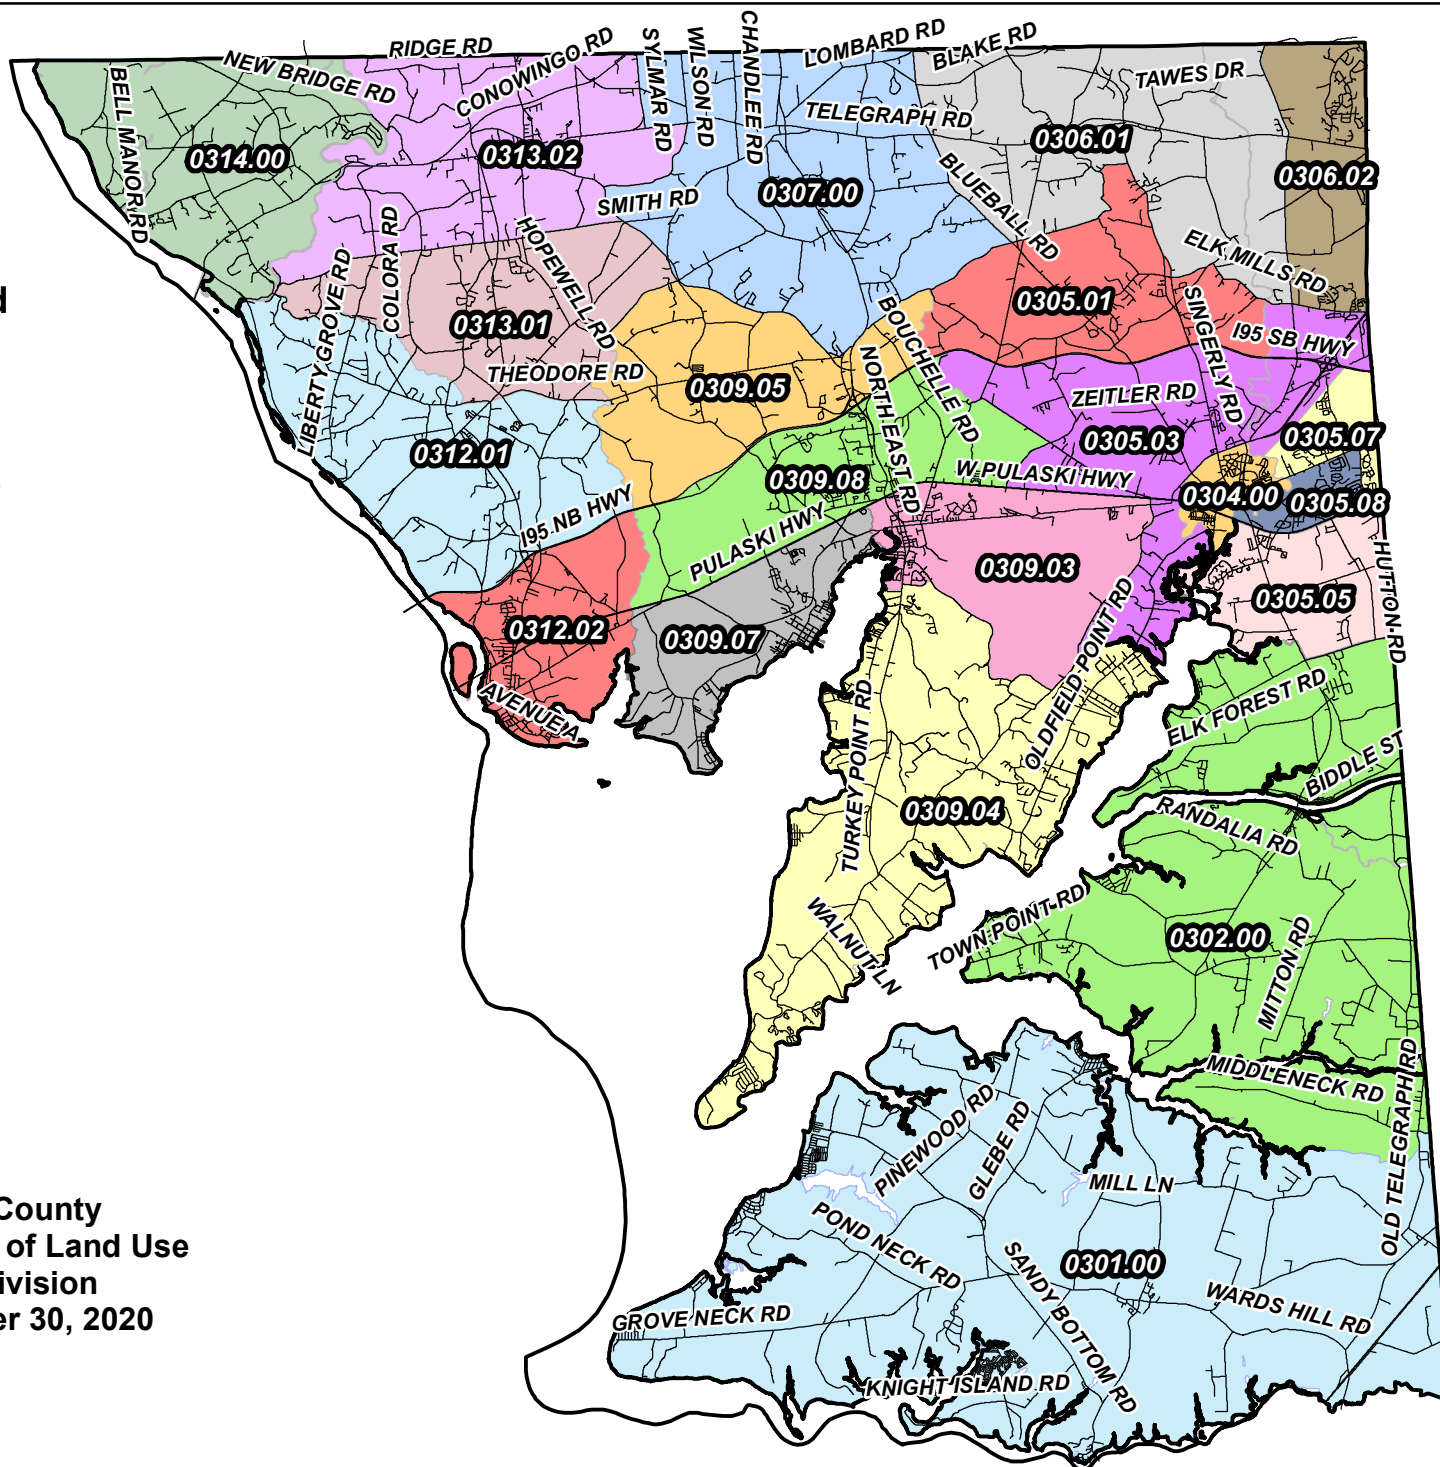 RIDGE RD
NEW BRIDGE RD
CONOWINGO RD
SYLMAR RD
WILSON RD
CHANDLEE RD
LOMBARD RD
BLAKE RD
TAWES DR
BELL MANOR RD
TELEGRAPH RD
0314.00
0313.02
0307.00
0306.01
0306.02
SMITH RD
BLUEBALL RD
COLORA RD
HOPEWELL RD
ELK MILLS RD
LIBERTY GROVE RD
0313.01
BOUCHELLE RD
0305.01
SINGERLY RD
I95 SB HWY
THEODORE RD
0309.05
NORTH EAST RD
ZEITLER RD
0312.01
0305.03
0305.07
0309.08
W PULASKI HWY
0304.00
0305.08
I95 NB HWY
PULASKI HWY
0309.03
HUTTON RD
0305.05
0312.02
0309.07
AVENUE A
TURKEY POINT RD
OLDFIELD POINT RD
ELK FOREST RD
BIDDLE ST
0309.04
RANDALIA RD
WALNUT LN
TOWN POINT RD
0302.00
MITTON RD
MIDDLENECK RD
OLD TELEGRAPH RD
PINEWOOD RD
GLEBE RD
MILL LN
County
of Land Use
ivision
er 30, 2020
POND NECK RD
SANDY BOTTOM RD
0301.00
WARDS HILL RD
GROVE NECK RD
KNIGHT ISLAND RD